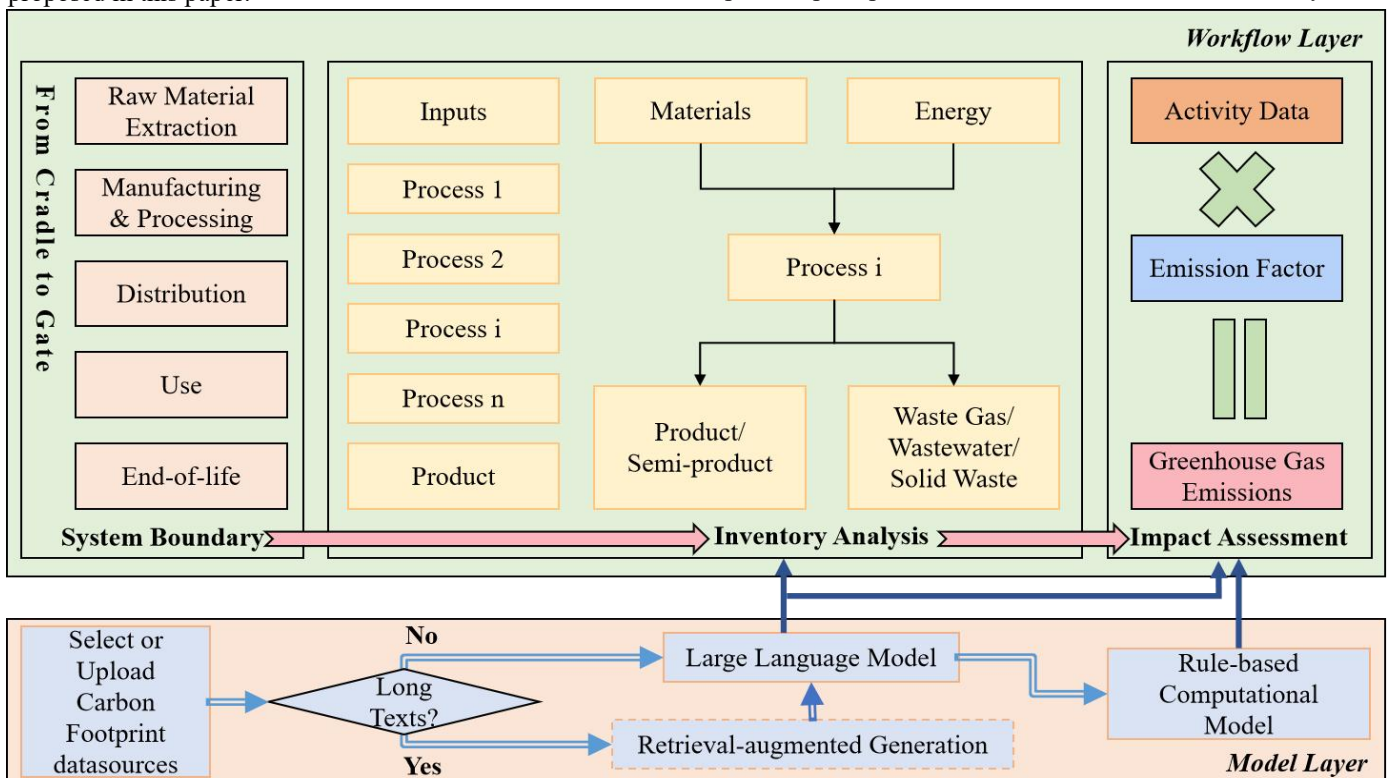 proposed in this paper.
Workflow Layer
From Cradle to Gate
Raw Material
Extraction
Manufacturing
& Processing
Distribution
Use
End-of-life
System Boundary
Inputs
Process 1
Process 2
Process i
Process n
Product
Materials
Energy
Process i
Product/
Semi-product
Waste Gas/
Wastewater/
Solid Waste
Inventory Analysis
Activity Data
Emission Factor
Greenhouse Gas
Emissions
Impact Assessment
Select or
Upload
Carbon
Footprint
datasources
Long
Texts?
No
Yes
Large Language Model
Retrieval-augmented Generation
Rule-based
Computational
Model
Model Layer